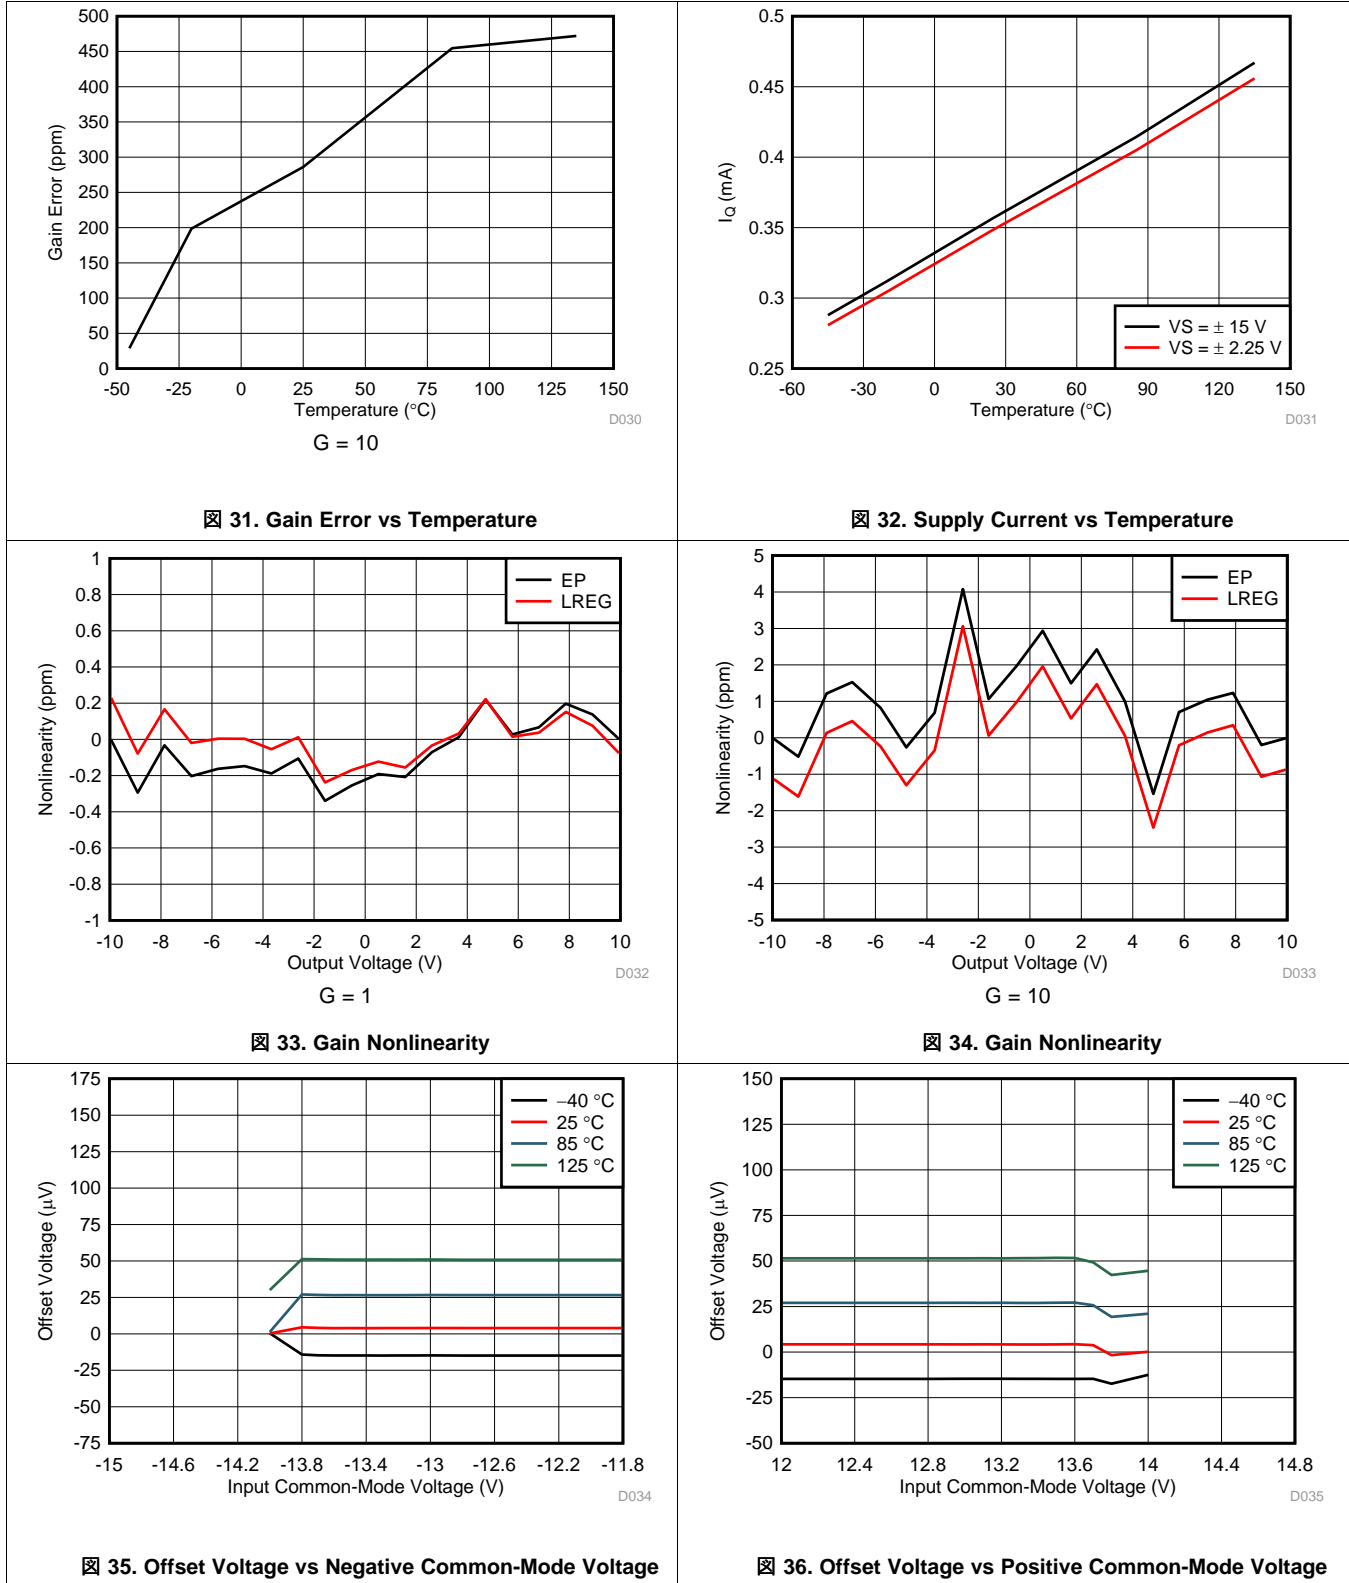 500
450
400
350
300
250
200
150
100
50
0
-50 -25 0 25 50 75 100 125 150
Gain Error (ppm)
Temperature (°C)
D030
G = 10
図 31. Gain Error vs Temperature
0.5
0.45
0.4
0.35
0.3
0.25
-60 -30 0 30 60 90 120 150
IQ (mA)
VS = ± 15 V
VS = ± 2.25 V
Temperature (°C)
D031
図 32. Supply Current vs Temperature
1
0.8
0.6
0.4
0.2
0
-0.2
-0.4
-0.6
-0.8
-1
-10 -8 -6 -4 -2 0 2 4 6 8 10
Nonlinearity (ppm)
EP
LREG
Output Voltage (V)
D032
G = 1
図 33. Gain Nonlinearity
5
4
3
2
1
0
-1
-2
-3
-4
-5
-10 -8 -6 -4 -2 0 2 4 6 8 10
Nonlinearity (ppm)
EP
LREG
Output Voltage (V)
D033
G = 10
図 34. Gain Nonlinearity
175
150
125
100
75
50
25
0
-25
-50
-75
-15 -14.6 -14.2 -13.8 -13.4 -13 -12.6 -12.2 -11.8
Offset Voltage (μV)
−40 °C
25 °C
85 °C
125 °C
Input Common-Mode Voltage (V)
D034
図 35. Offset Voltage vs Negative Common-Mode Voltage
150
125
100
75
50
25
0
-25
-50
12 12.4 12.8 13.2 13.6 14 14.4 14.8
Offset Voltage (μV)
−40 °C
25 °C
85 °C
125 °C
Input Common-Mode Voltage (V)
D035
図 36. Offset Voltage vs Positive Common-Mode Voltage